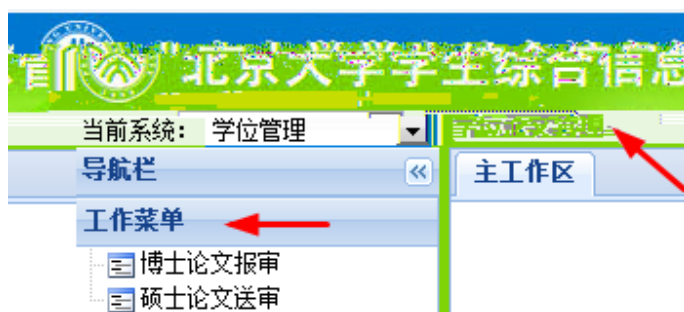 北京大学学生综合信息
当前系统： 学位管理
导航栏
主工作区
工作菜单
博士论文报审
硕士论文送审